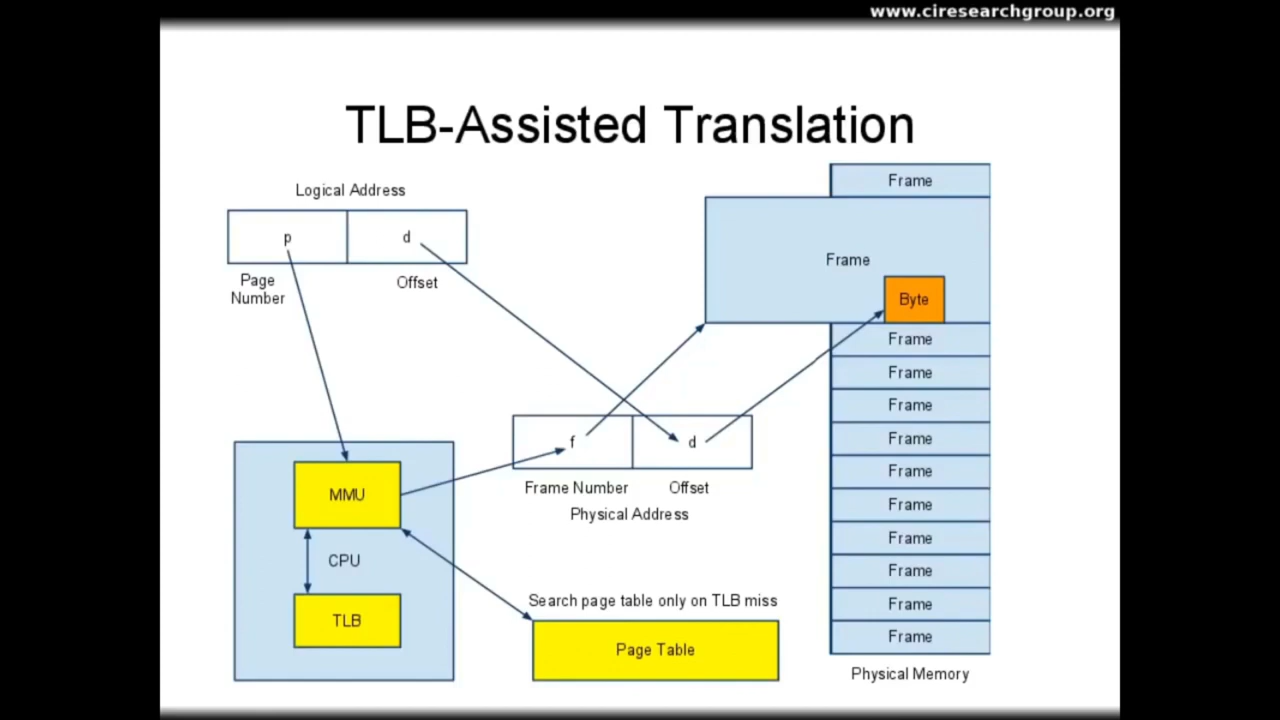 www.ciresearchgroup.org
TLB-Assisted Translation
Logical Address
p
d
Page
Number
Offset
MMU
CPU
TLB
f
d
Frame Number
Offset
Physical Address
Search page table only on TLB miss
Page Table
Frame
Frame
Byte
Frame
Frame
Frame
Frame
Frame
Frame
Frame
Frame
Frame
Frame
Physical Memory